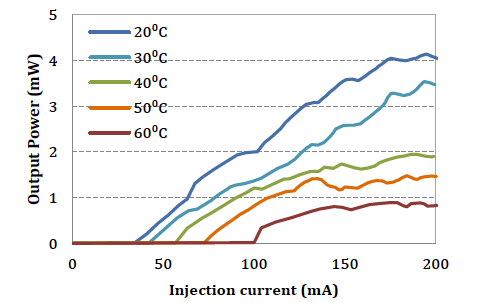 5
4
3
2
1
0
Output Power (mW)
20⁰C
30⁰C
40⁰C
50⁰C
60⁰C
0 50 100 150 200
Injection current (mA)